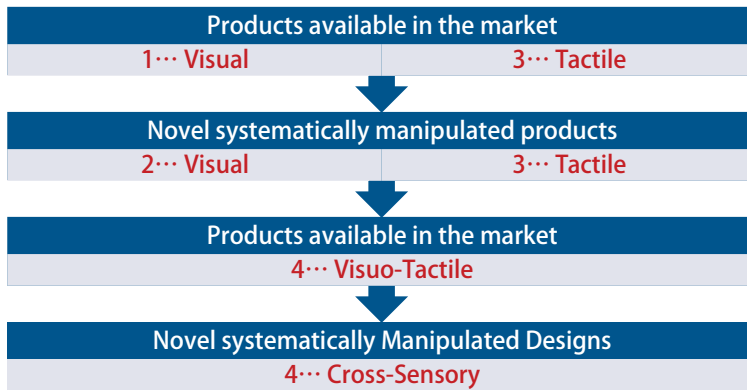 Products available in the market
1⋯ Visual 3⋯ Tactile
Novel systematically manipulated products
2⋯ Visual 3⋯ Tactile
Products available in the market
4⋯ Visuo-Tactile
Novel systematically Manipulated Designs
4⋯ Cross-Sensory